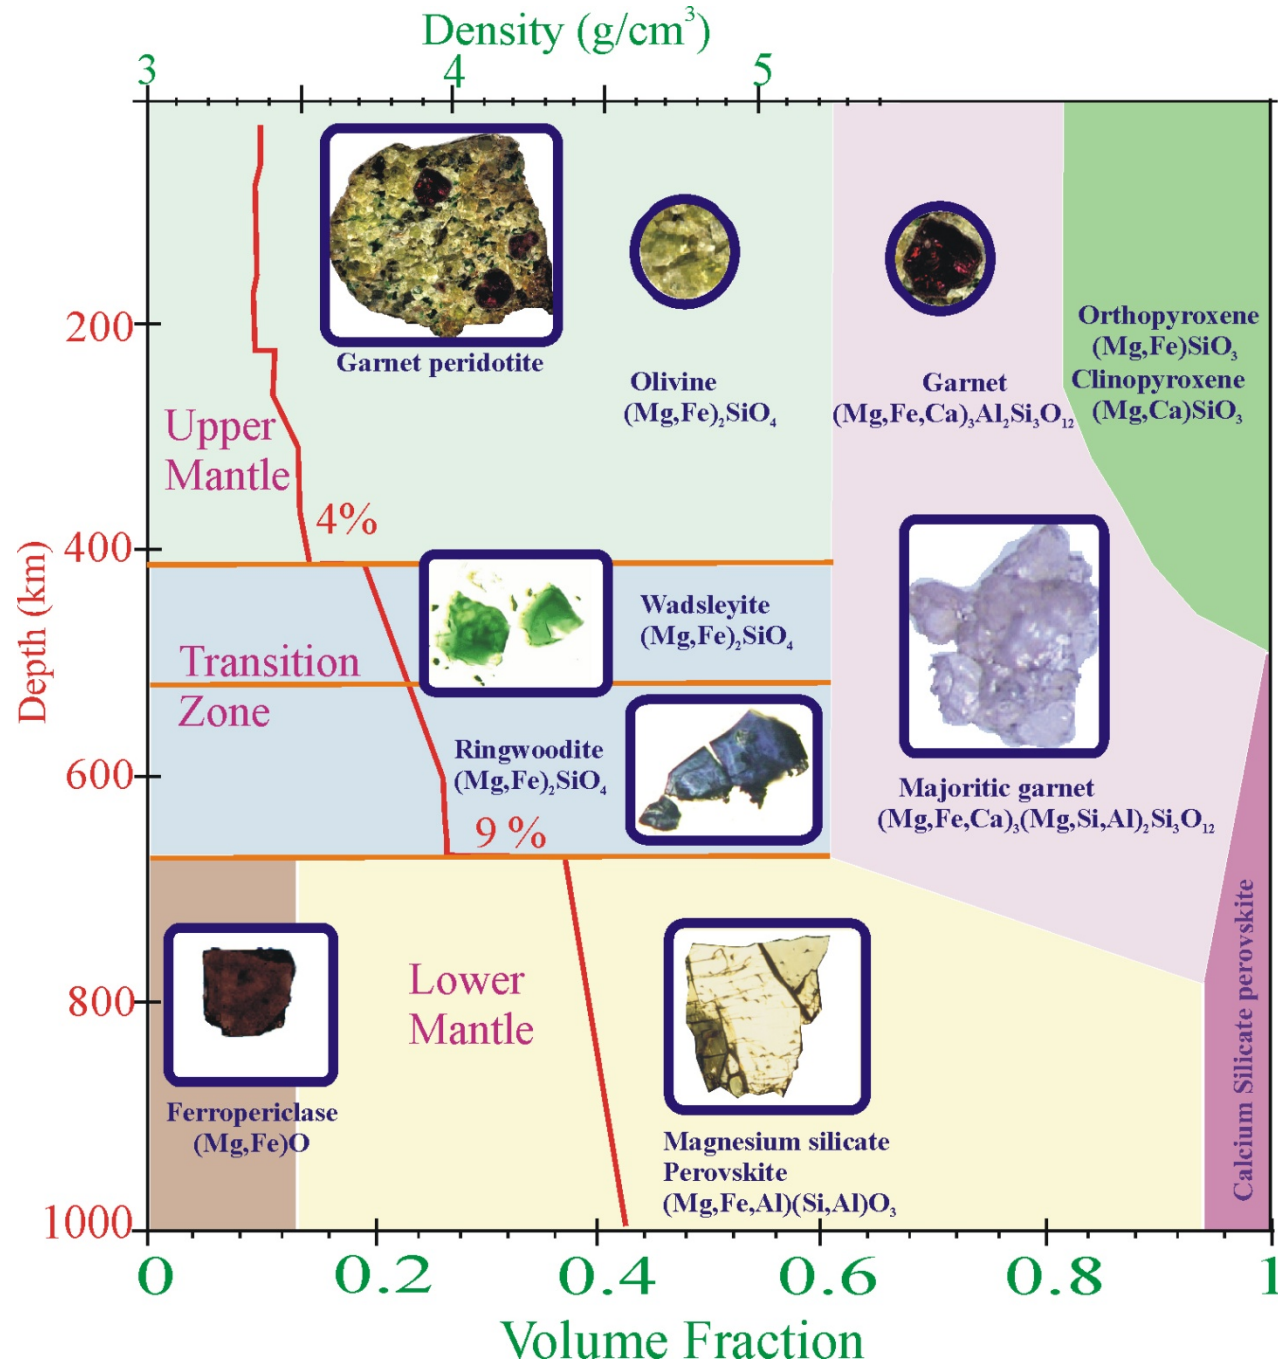 Density (g/cm³)
3 4 5
Garnet peridotite
Olivine
(Mg,Fe)₂SiO₄
Garnet
(Mg,Fe,Ca)₃Al₂Si₃O₁₂
Orthopyroxene
(Mg,Fe)SiO₃
Clinopyroxene
(Mg,Ca)SiO₃
200
Upper
Mantle
4%
400
Depth (km)
Transition
Zone
Wadsleyite
(Mg,Fe)₂SiO₄
Ringwoodite
(Mg,Fe)₂SiO₄
600
9 %
Majoritic garnet
(Mg,Fe,Ca)₃(Mg,Si,Al)₂Si₃O₁₂
800
Lower
Mantle
Ferropericlase
(Mg,Fe)O
Magnesium silicate
Perovskite
(Mg,Fe,Al)(Si,Al)O₃
Calcium Silicate perovskite
1000
0 0.2 0.4 0.6 0.8 1
Volume Fraction